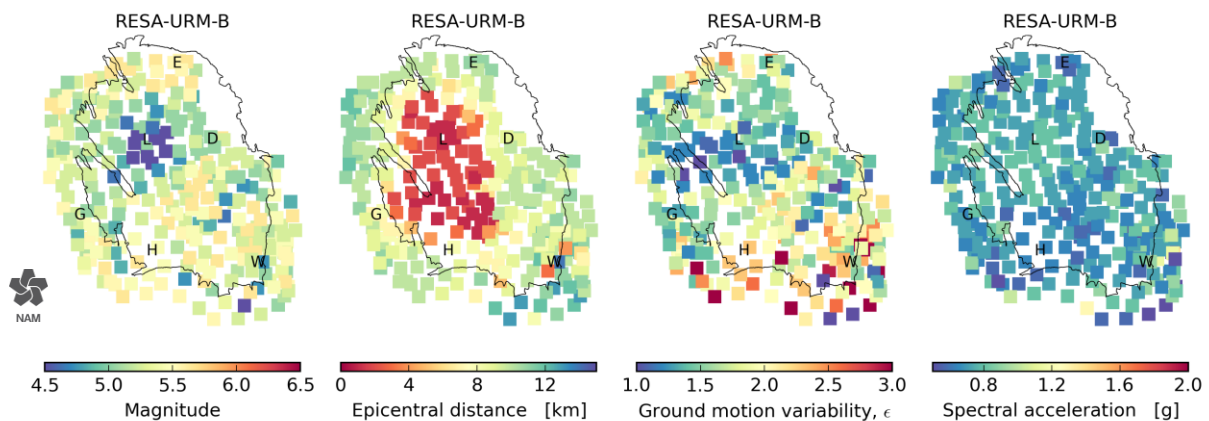 RESA-URM-B
E
L
D
G
H
W
NAM
4.5 5.0 5.5 6.0 6.5
Magnitude
RESA-URM-B
E
L
D
G
H
W
0 4 8 12
Epicentral distance [km]
RESA-URM-B
E
L
D
G
H
W
1.0 1.5 2.0 2.5 3.0
Ground motion variability, ϵ
RESA-URM-B
E
L
D
G
H
W
0.8 1.2 1.6 2.0
Spectral acceleration [g]